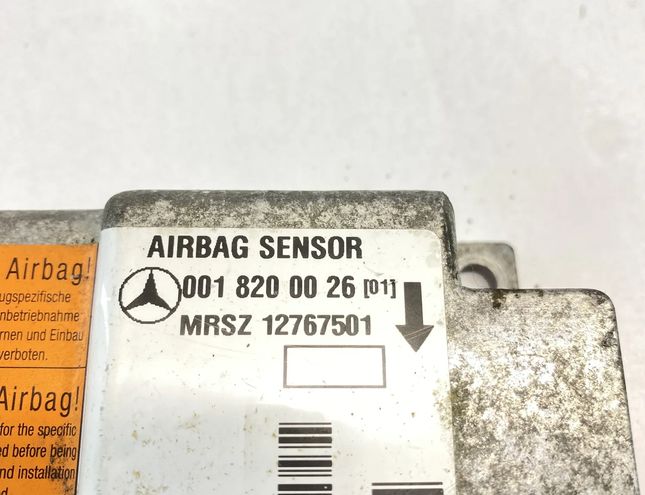 AIRBAG SENSOR
001 820 00 26 [01]
MRSZ 12767501
Airbag!
ugspezifische
nbetriebnahme
rnen und Einbau
verboten.
Airbag!
for the specific
ed before being
nd installation